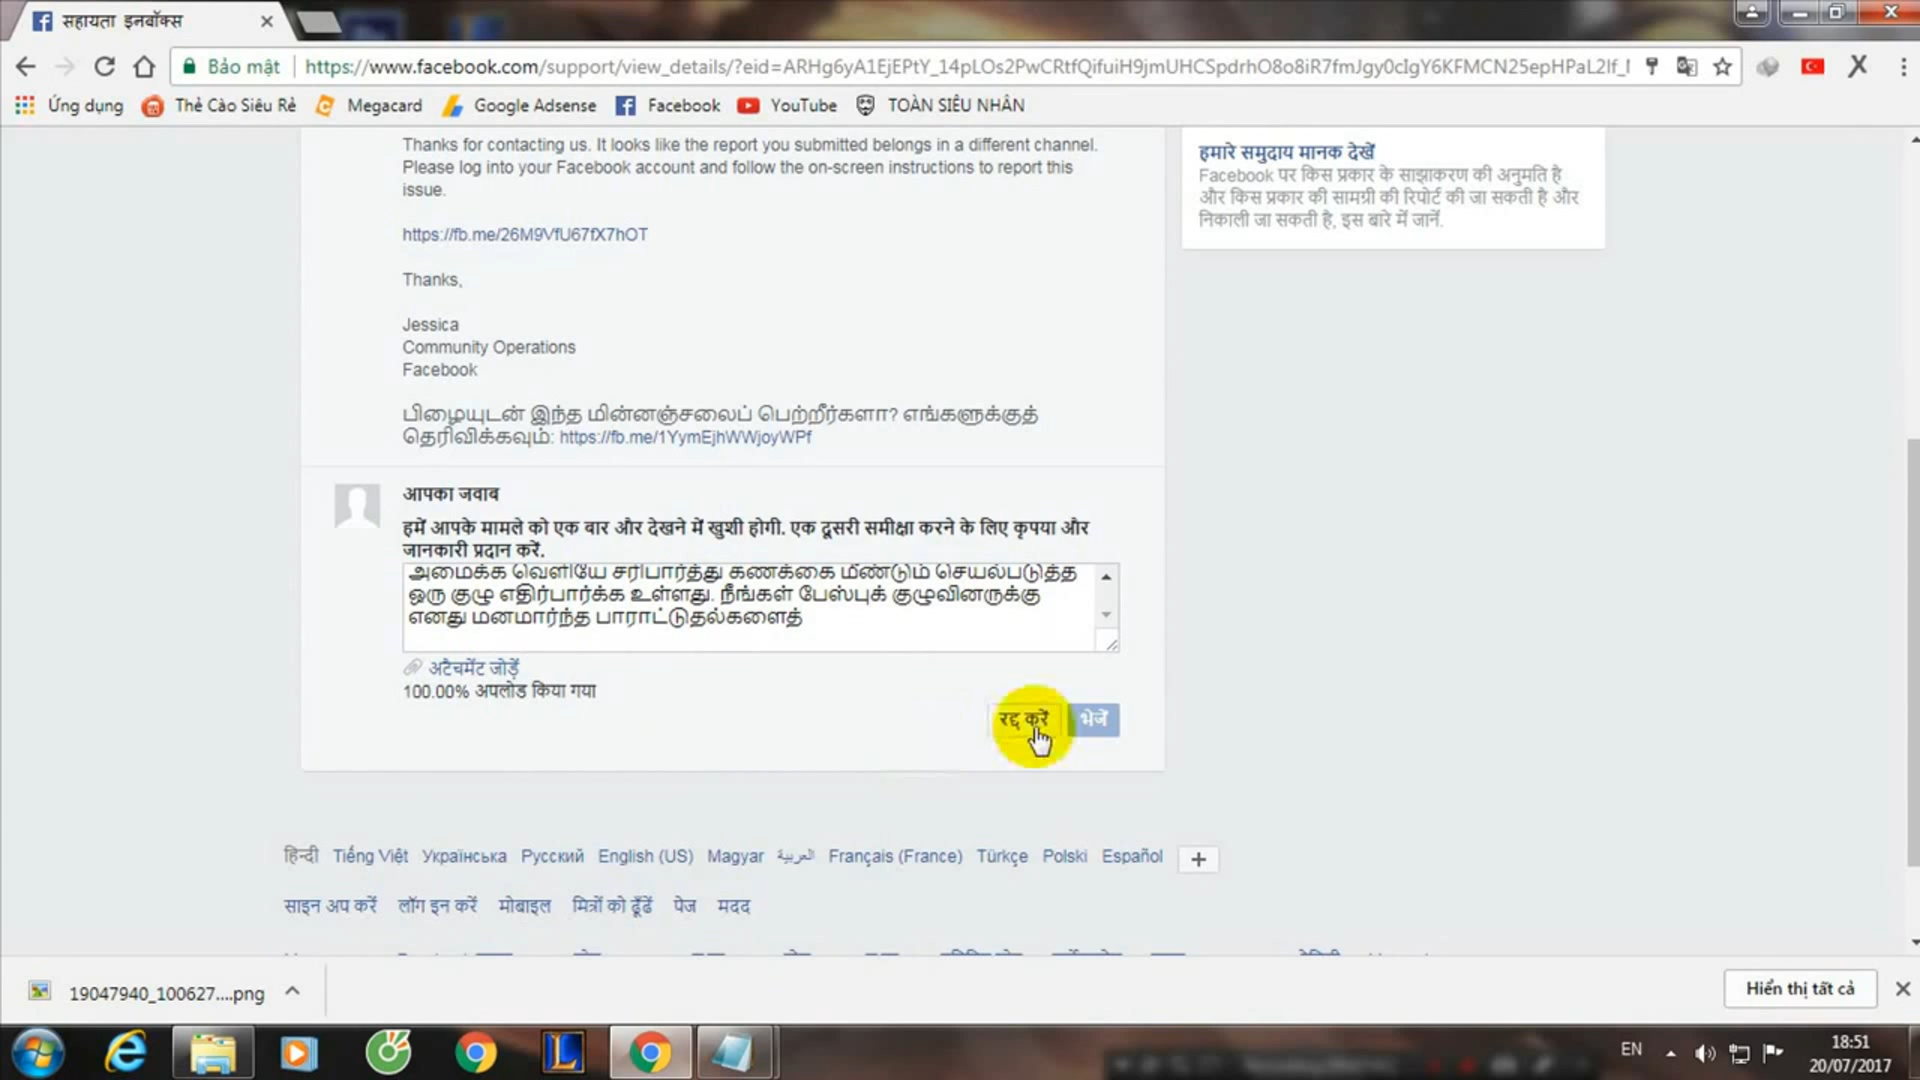 सहायता इनबॉक्स
Bảo mật
https://www.facebook.com/support/view_details/?eid=ARHg6yA1EjEPtY_14pLOs2PwCRtfQifuiH9jmUHCSpdrhO8o8iR7fmJgy0cIgY6KFMCN25epHPaL2lf_
Ứng dụng Thẻ Cào Siêu Rẻ Megacard Google Adsense Facebook YouTube TOÀN SIÊU NHÂN
Thanks for contacting us. It looks like the report you submitted belongs in a different channel.
Please log into your Facebook account and follow the on-screen instructions to report this
issue.
https://fb.me/26M9VfU67fX7hOT
Thanks,
Jessica
Community Operations
Facebook
பிழையுடன் இந்த மின்னஞ்சலைப் பெற்றீர்களா? எங்களுக்குத்
தெரிவிக்கவும்: https://fb.me/1YymEjhWWjoyWPf
हमारे समुदाय मानक देखें
Facebook पर किस प्रकार के साझाकरण की अनुमति है
और किस प्रकार की सामग्री की रिपोर्ट की जा सकती है और
निकाली जा सकती है, इस बारे में जानें.
आपका जवाब
हमें आपके मामले को एक बार और देखने में खुशी होगी. एक दूसरी समीक्षा करने के लिए कृपया और
जानकारी प्रदान करें.
அமைக்க வெளியே சரிபார்த்து கணக்கை மீண்டும் செயல்படுத்த
ஒரு குழு எதிர்பார்க்க உள்ளது. நீங்கள் பேஸ்புக் குழுவினருக்கு
எனது மனமார்ந்த பாராட்டுதல்களைத்
अटैचमेंट जोड़ें
100.00% अपलोड किया गया
रद्द करें भेजें
हिन्दी Tiếng Việt Українська Русский English (US) Magyar العربية Français (France) Türkçe Polski Español +
साइन अप करें लॉग इन करें मोबाइल मित्रों को ढूँढें पेज मदद
19047940_100627....png
Hiển thị tất cả
EN
18:51
20/07/2017